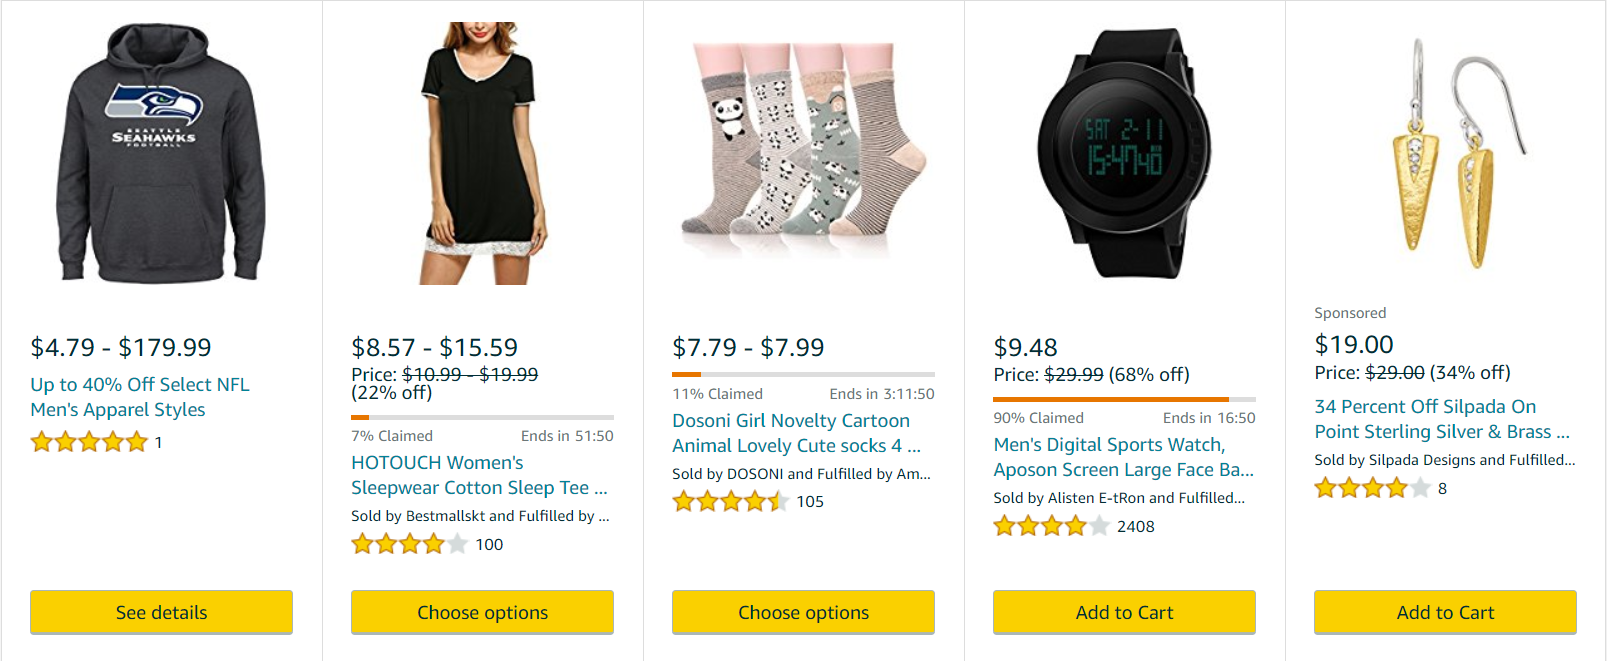 SEATTLE
SEAHAWKS
FOOTBALL
$4.79 - $179.99
Up to 40% Off Select NFL
Men's Apparel Styles
1
See details
$8.57 - $15.59
Price: $10.99 - $19.99
(22% off)
7% Claimed Ends in 51:50
HOTOUCH Women's
Sleepwear Cotton Sleep Tee ...
Sold by Bestmallskt and Fulfilled by ...
100
Choose options
$7.79 - $7.99
11% Claimed Ends in 3:11:50
Dosoni Girl Novelty Cartoon
Animal Lovely Cute socks 4 ...
Sold by DOSONI and Fulfilled by Am...
105
Choose options
SAT 2-11
15:47 40
$9.48
Price: $29.99 (68% off)
90% Claimed Ends in 16:50
Men's Digital Sports Watch,
Aposon Screen Large Face Ba...
Sold by Alisten E-tRon and Fulfilled...
2408
Add to Cart
Sponsored
$19.00
Price: $29.00 (34% off)
34 Percent Off Silpada On
Point Sterling Silver & Brass ...
Sold by Silpada Designs and Fulfilled...
8
Add to Cart